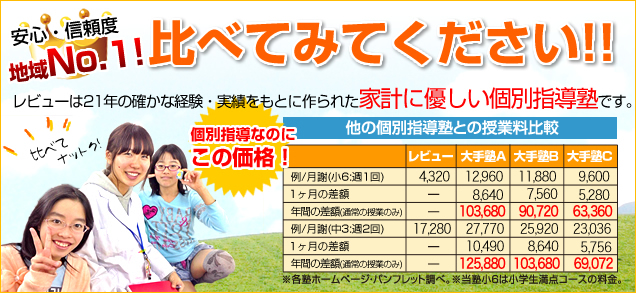 安心・信頼度
地域No.1!
比べてみてください!!
レビューは21年の確かな経験・実績をもとに作られた家計に優しい個別指導塾です。
比べて
ナットク!
個別指導なのに
この価格!
他の個別指導塾との授業料比較
レビュー 大手塾A 大手塾B 大手塾C
例/月謝(小6:週1回) 4,320 12,960 11,880 9,600
1ヶ月の差額 — 8,640 7,560 5,280
年間の差額(通常の授業のみ) — 103,680 90,720 63,360
例/月謝(中3:週2回) 17,280 27,770 25,920 23,036
1ヶ月の差額 — 10,490 8,640 5,756
年間の差額(通常の授業のみ) — 125,880 103,680 69,072
※各塾ホームページ・パンフレット調べ。※当塾小6は小学生満点コースの料金。